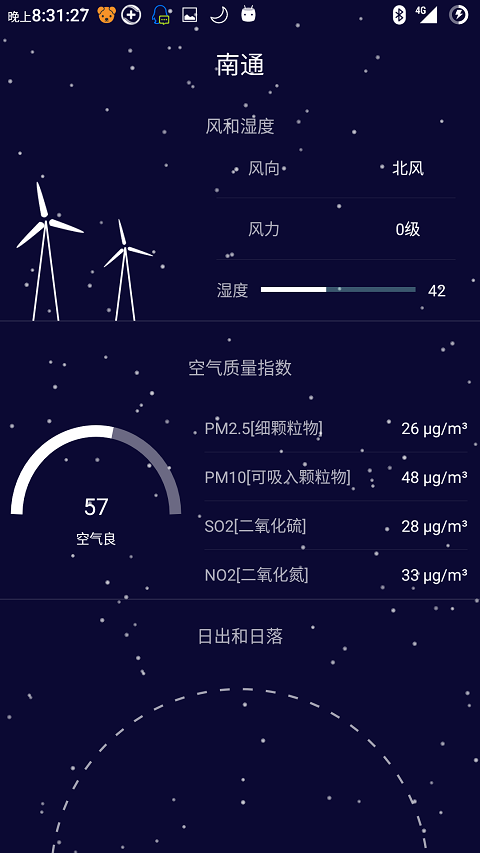 晚上8:31:27
4G
南通
风和湿度
风向 北风
风力 0级
湿度 42
空气质量指数
57
空气良
PM2.5[细颗粒物] 26 µg/m³
PM10[可吸入颗粒物] 48 µg/m³
SO2[二氧化硫] 28 µg/m³
NO2[二氧化氮] 33 µg/m³
日出和日落